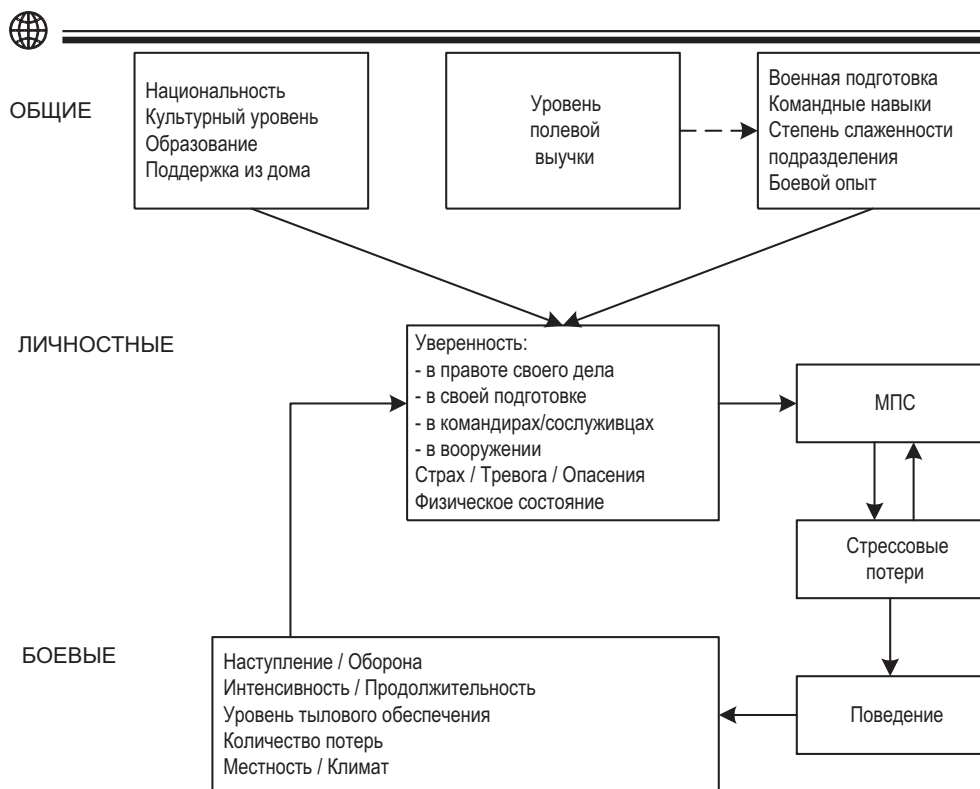 ОБЩИЕ
Национальность
Культурный уровень
Образование
Поддержка из дома
Уровень
полевой
выучки
Военная подготовка
Командные навыки
Степень слаженности
подразделения
Боевой опыт
ЛИЧНОСТНЫЕ
Уверенность:
- в правоте своего дела
- в своей подготовке
- в командирах/сослуживцах
- в вооружении
Страх / Тревога / Опасения
Физическое состояние
МПС
Стрессовые
потери
БОЕВЫЕ
Наступление / Оборона
Интенсивность / Продолжительность
Уровень тылового обеспечения
Количество потерь
Местность / Климат
Поведение